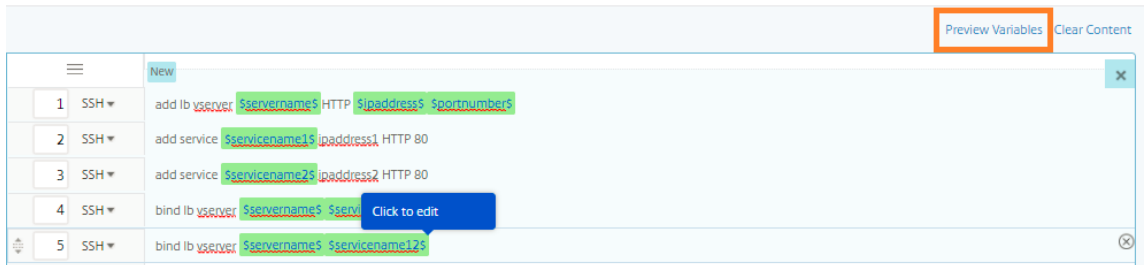 Preview Variables Clear Content
New
1 SSH add lb vserver $servername$ HTTP $ipaddress$ $portnumber$
2 SSH add service $servicename1$ ipaddress1 HTTP 80
3 SSH add service $servicename2$ ipaddress2 HTTP 80
4 SSH bind lb vserver $servername$
Click to edit
5 SSH bind lb vserver $servername$ $servicename12$